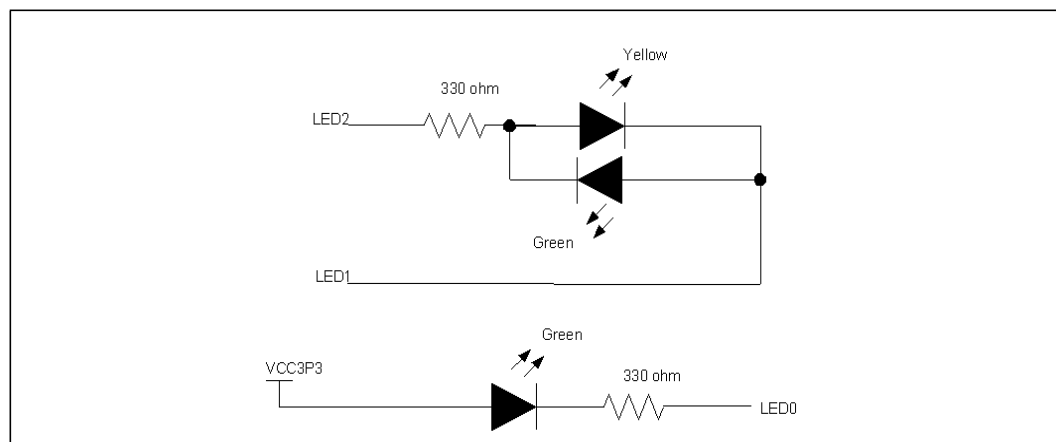 Yellow
330 ohm
LED2
Green
LED1
Green
VCC3P3
330 ohm
LED0